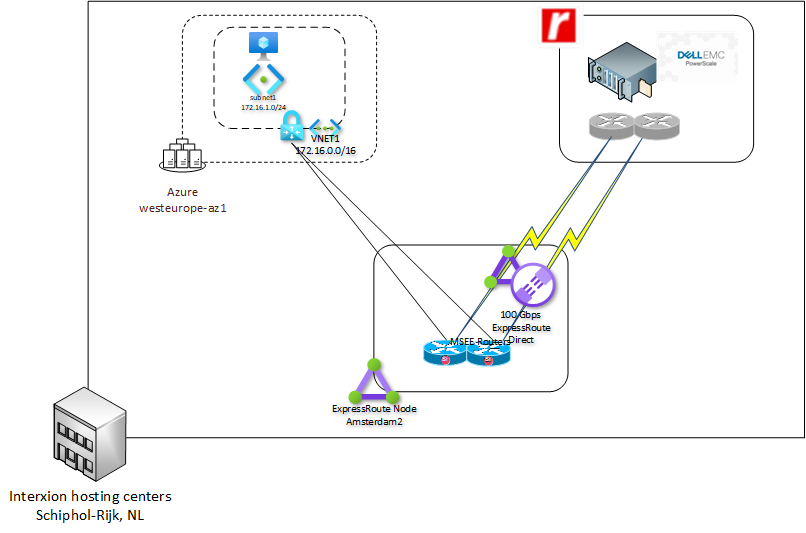 subnet1
172.16.1.0/24
VNET1
172.16.0.0/16
Azure
westeurope-az1
r
DELLEMC
PowerScale
100 Gbps
ExpressRoute
Direct
MSEE Routers
ExpressRoute Node
Amsterdam2
Interxion hosting centers
Schiphol-Rijk, NL